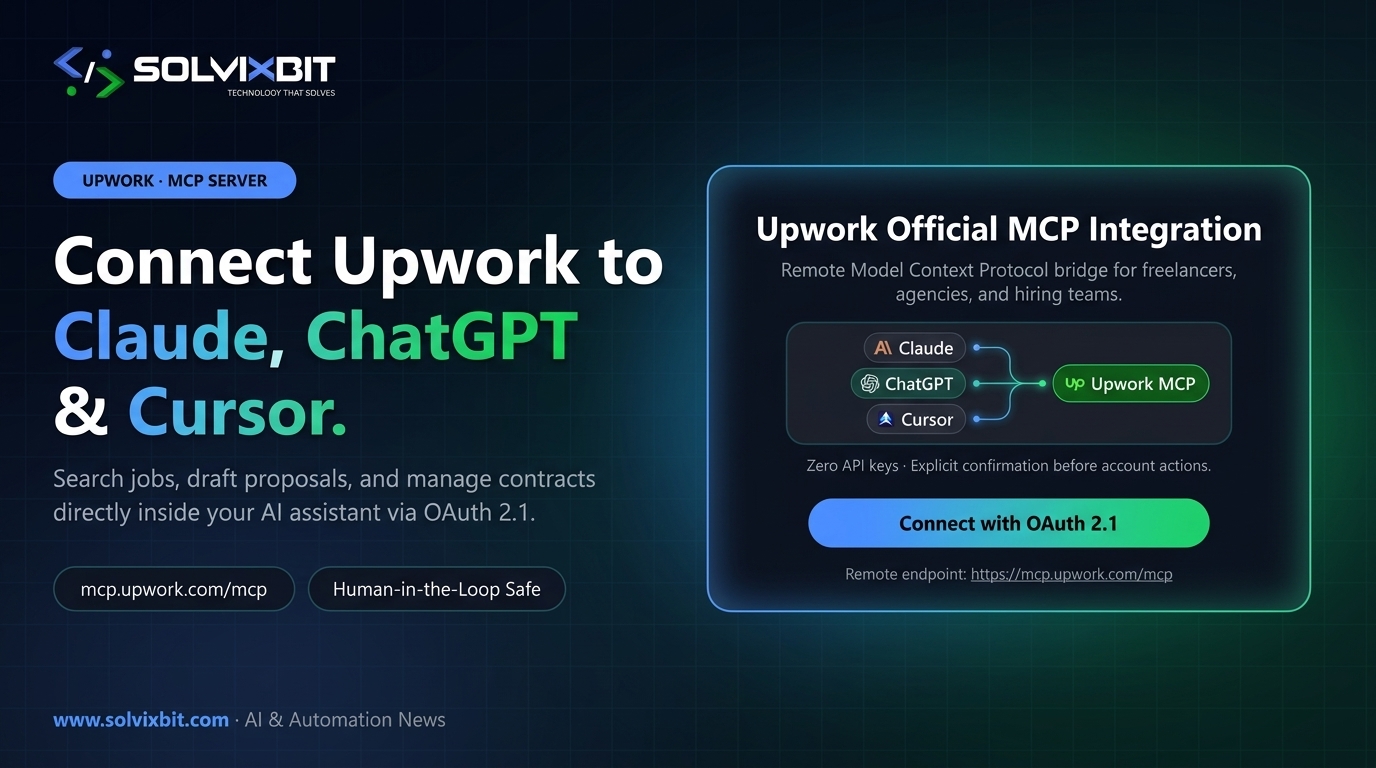 SOLVIXBIT
TECHNOLOGY THAT SOLVES
UPWORK · MCP SERVER
Connect Upwork to
Claude, ChatGPT
& Cursor.
Search jobs, draft proposals, and manage contracts
directly inside your AI assistant via OAuth 2.1.
mcp.upwork.com/mcp
Human-in-the-Loop Safe
www.solvixbit.com · AI & Automation News
Upwork Official MCP Integration
Remote Model Context Protocol bridge for freelancers,
agencies, and hiring teams.
Claude
ChatGPT
Cursor
up Upwork MCP
Zero API keys · Explicit confirmation before account actions.
Connect with OAuth 2.1
Remote endpoint: https://mcp.upwork.com/mcp